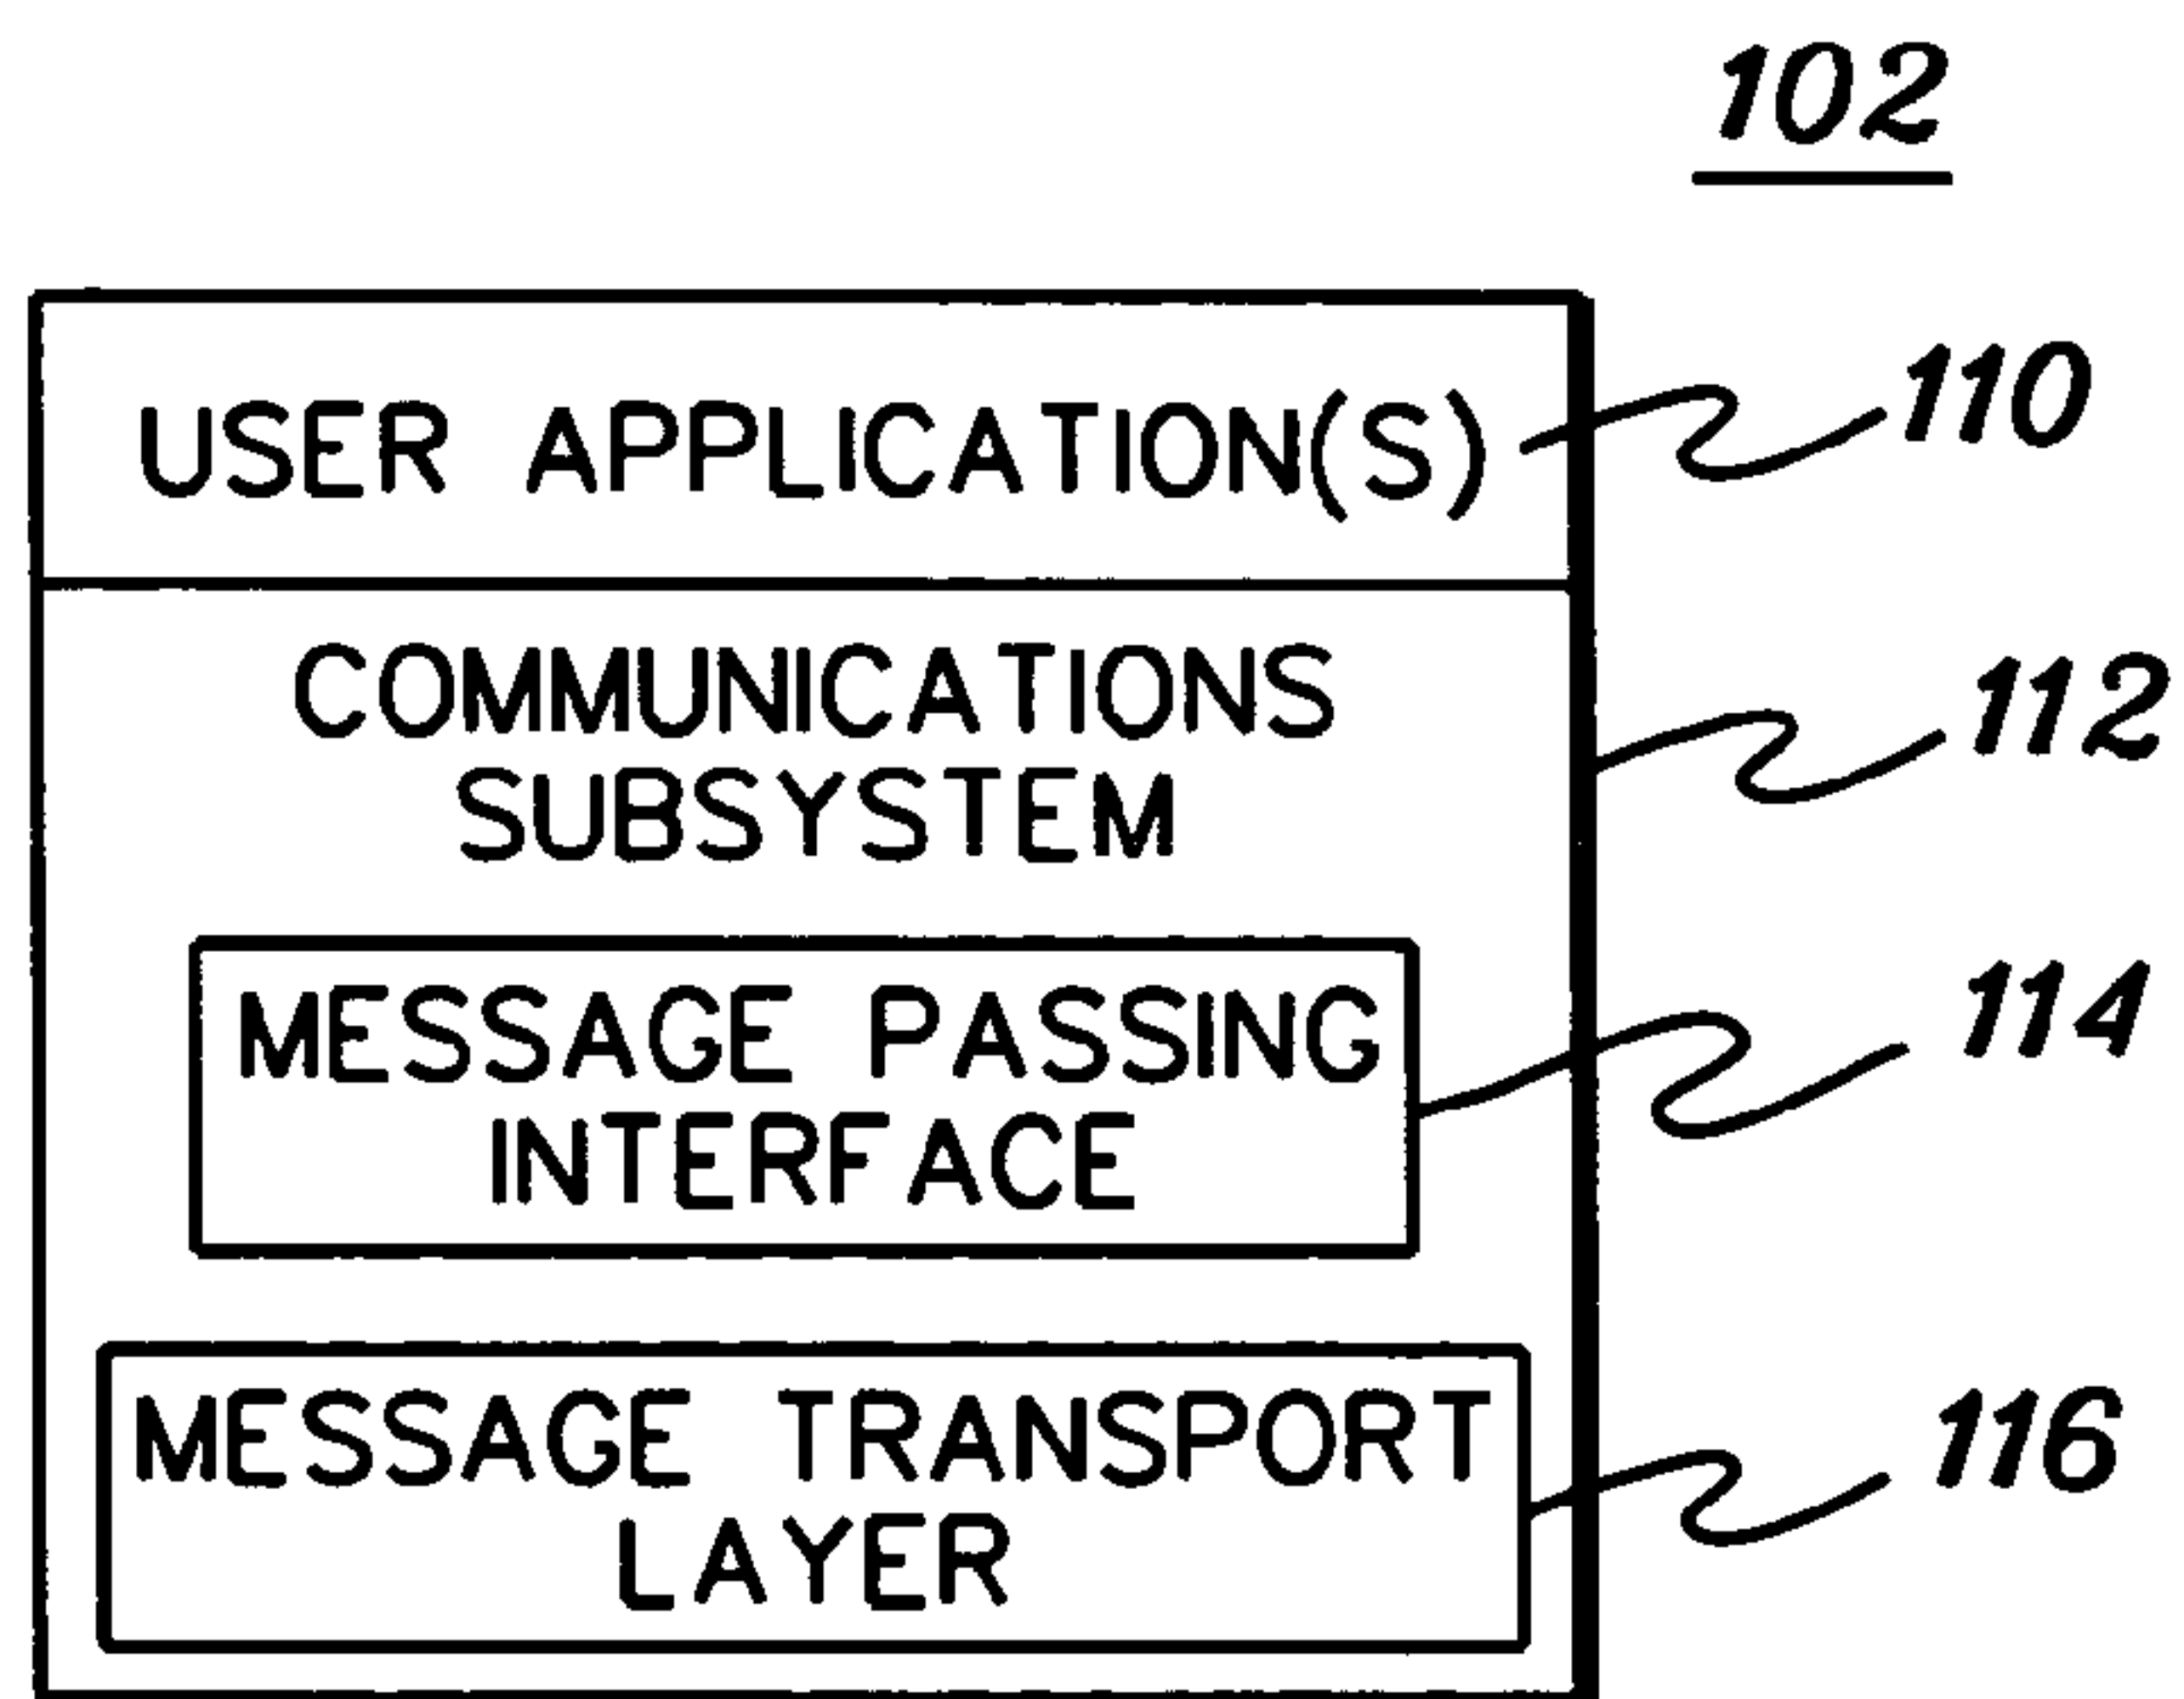 102
USER APPLICATION(S)
110
COMMUNICATIONS
SUBSYSTEM
112
MESSAGE PASSING
INTERFACE
114
MESSAGE TRANSPORT
LAYER
116